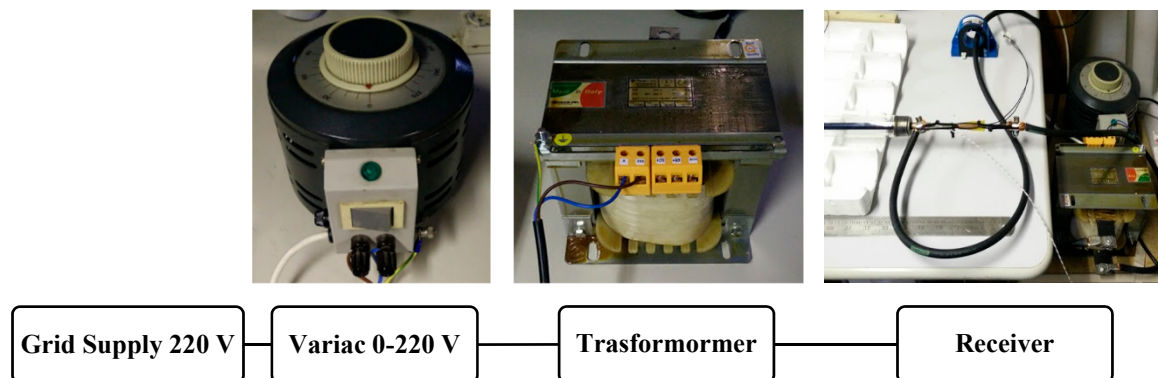 Grid Supply 220 V
Variac 0-220 V
Trasformormer
Receiver